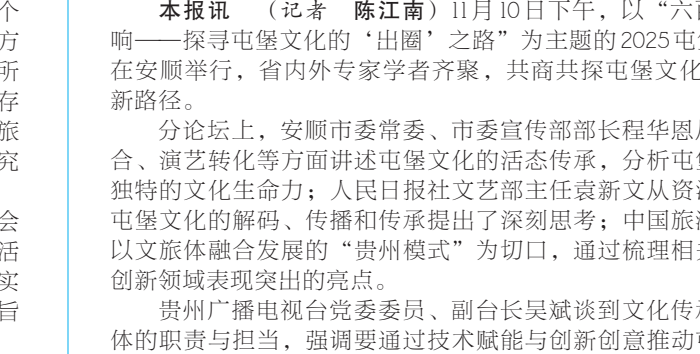 个
方
所
存
旅
究
会
活
实
旨
本报讯 （记者 陈江南）11月10日下午，以“六百
响——探寻屯堡文化的‘出圈’之路”为主题的2025屯堡
在安顺举行，省内外专家学者齐聚，共商共探屯堡文化
新路径。
分论坛上，安顺市委常委、市委宣传部部长程华恩从
合、演艺转化等方面讲述屯堡文化的活态传承，分析屯堡
独特的文化生命力；人民日报社文艺部主任袁新文从资源
屯堡文化的解码、传播和传承提出了深刻思考；中国旅游
以文旅体融合发展的“贵州模式”为切口，通过梳理相关
创新领域表现突出的亮点。
贵州广播电视台党委委员、副台长吴斌谈到文化传承
体的职责与担当，强调要通过技术赋能与创新创意推动